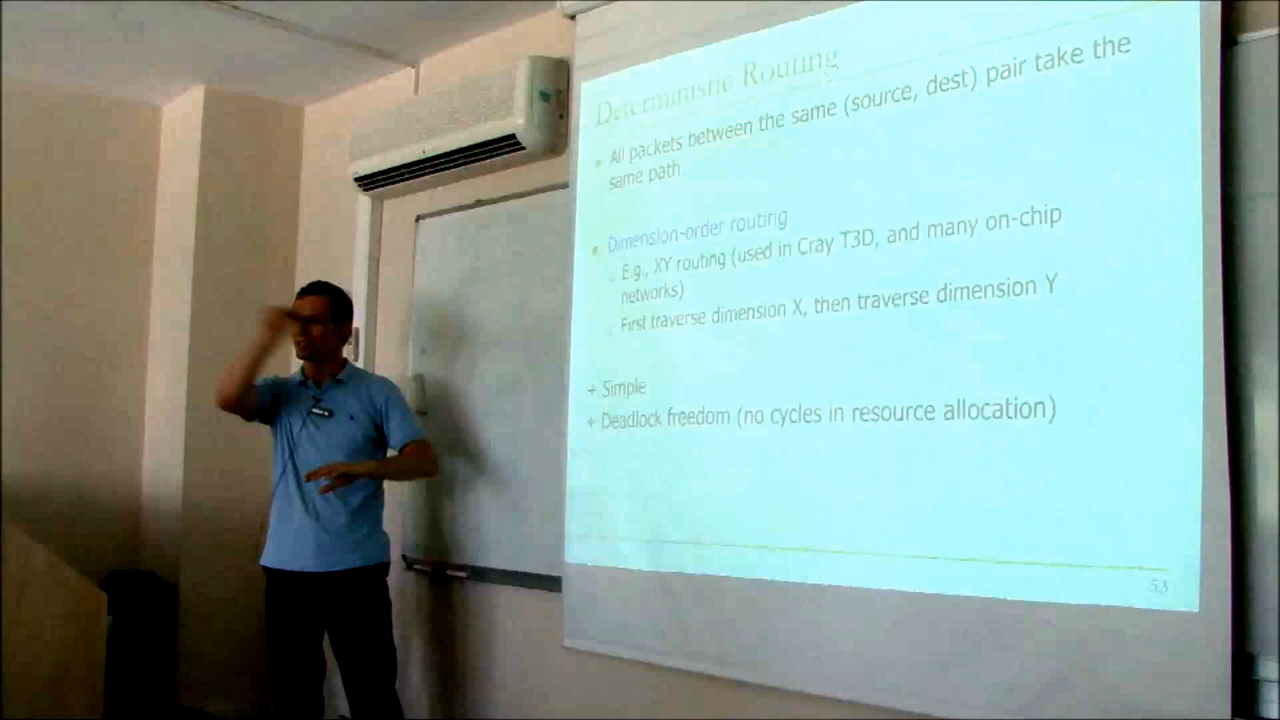 Deterministic Routing
All packets between the same (source, dest) pair take the
same path
Dimension-order routing
E.g., XY routing (used in Cray T3D, and many on-chip
networks)
First traverse dimension X, then traverse dimension Y
+ Simple
+ Deadlock freedom (no cycles in resource allocation)
53